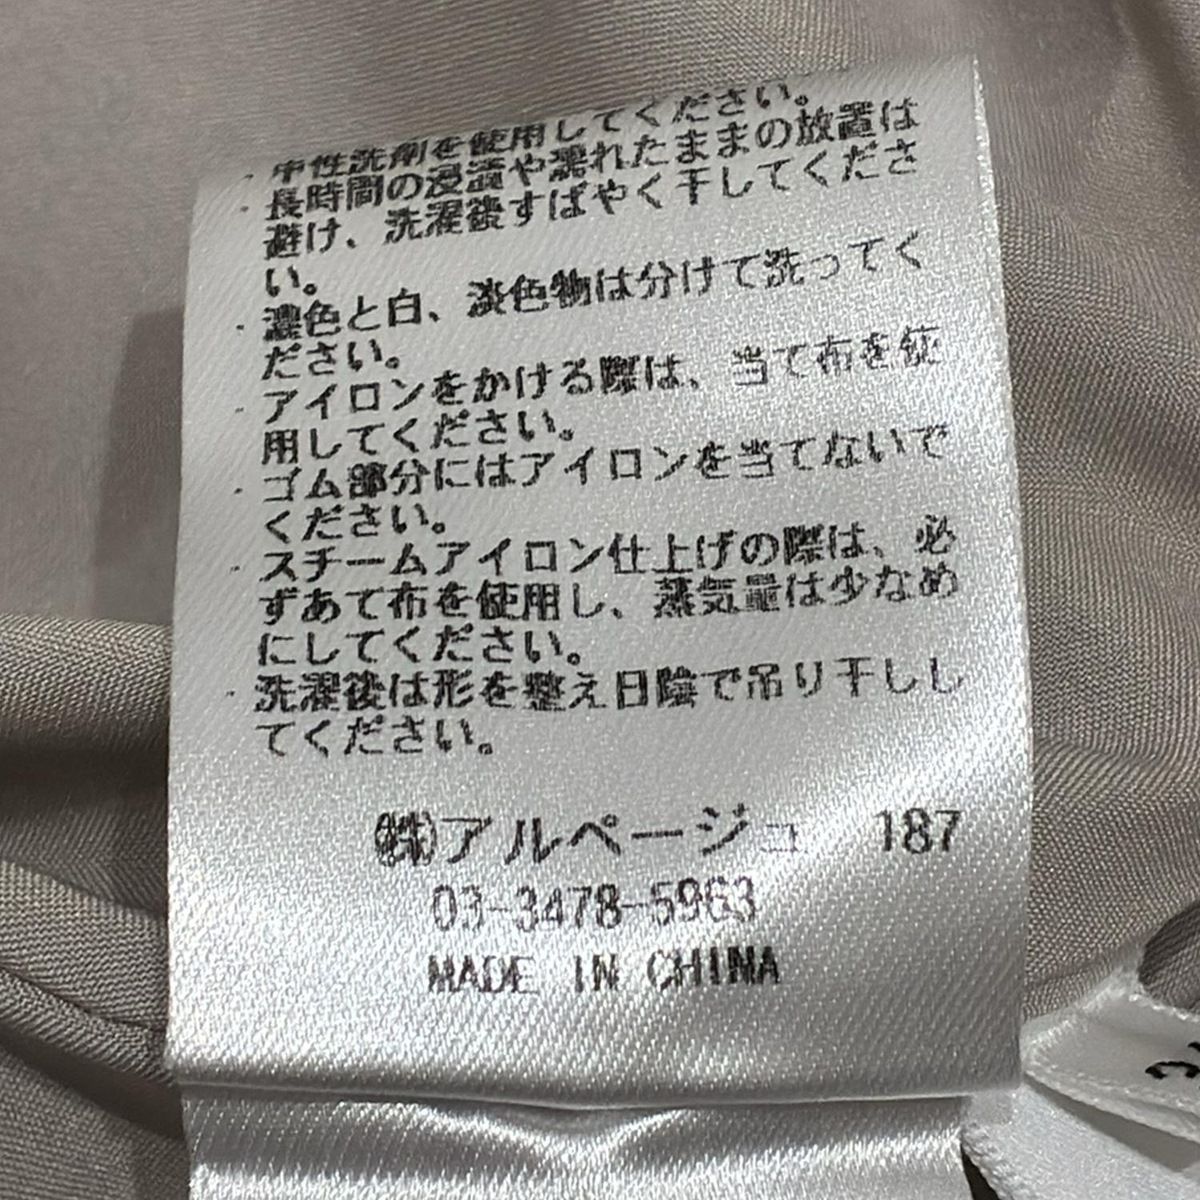 ・中性洗剤を使用してください。
・長時間の浸漬や濡れたままの放置は
避け、洗濯後すばやく干してくださ
い。
・濃色と白、淡色物は分けて洗ってく
ださい。
・アイロンをかける際は、当て布を使
用してください。
・ゴム部分にはアイロンを当てないで
ください。
・スチームアイロン仕上げの際は、必
ずあて布を使用し、蒸気量は少なめ
にしてください。
・洗濯後は形を整え日陰で吊り干しし
てください。
㈱アルページュ 187
03-3478-5963
MADE IN CHINA